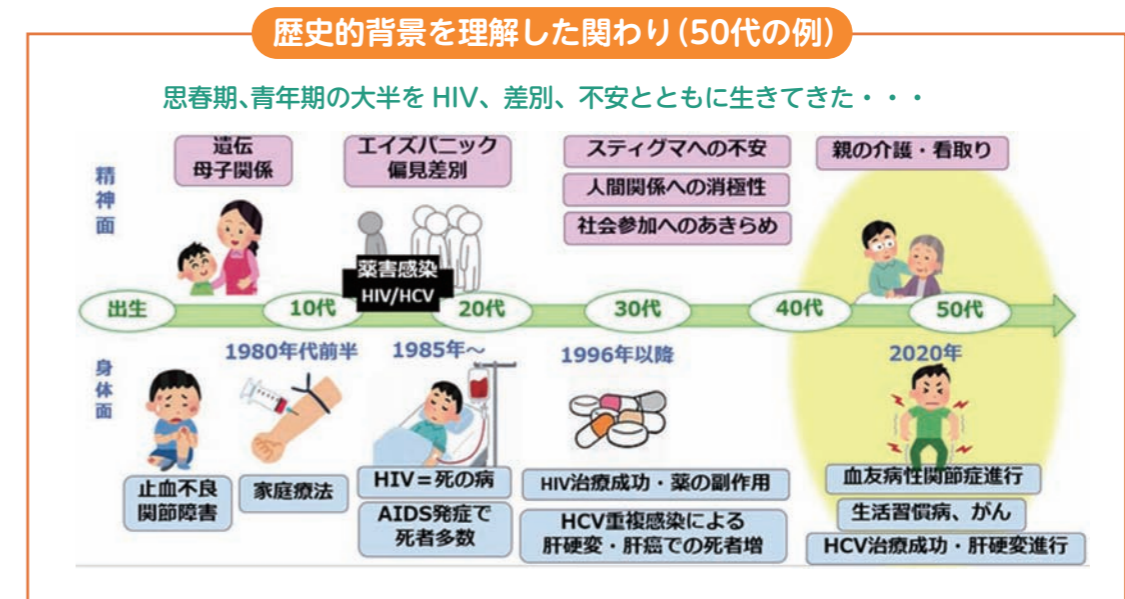 歴史的背景を理解した関わり(50代の例)
思春期、青年期の大半を HIV、差別、不安とともに生きてきた・・・
精神面
遺伝
母子関係
エイズパニック
偏見差別
スティグマへの不安
人間関係への消極性
社会参加へのあきらめ
親の介護・看取り
薬害感染
HIV/HCV
出生
10代
20代
30代
40代
50代
身体面
1980年代前半
1985年～
1996年以降
2020年
止血不良
関節障害
家庭療法
HIV=死の病
AIDS発症で
死者多数
HIV治療成功・薬の副作用
HCV重複感染による
肝硬変・肝癌での死者増
血友病性関節症進行
生活習慣病、がん
HCV治療成功・肝硬変進行